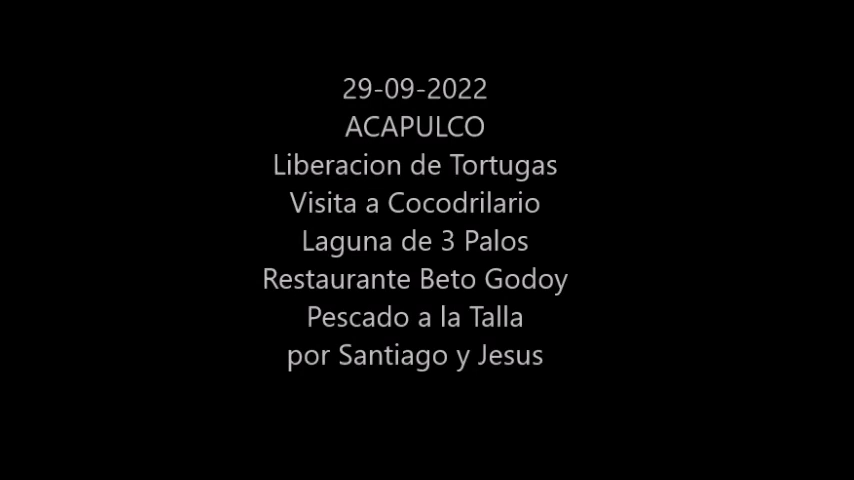 29-09-2022
ACAPULCO
Liberacion de Tortugas
Visita a Cocodrilario
Laguna de 3 Palos
Restaurante Beto Godoy
Pescado a la Talla
por Santiago y Jesus